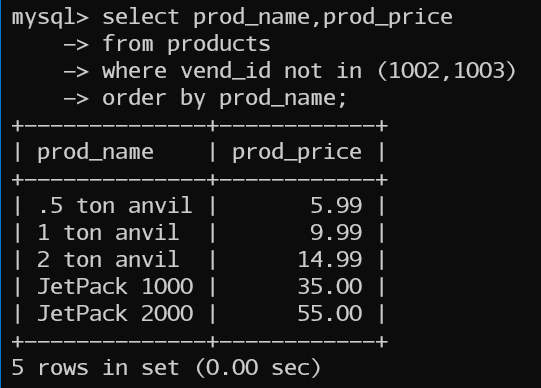 mysql> select prod_name,prod_price
    -> from products
    -> where vend_id not in (1002,1003)
    -> order by prod_name;
+--------------+------------+
| prod_name    | prod_price |
+--------------+------------+
| .5 ton anvil |       5.99 |
| 1 ton anvil  |       9.99 |
| 2 ton anvil  |      14.99 |
| JetPack 1000 |      35.00 |
| JetPack 2000 |      55.00 |
+--------------+------------+
5 rows in set (0.00 sec)